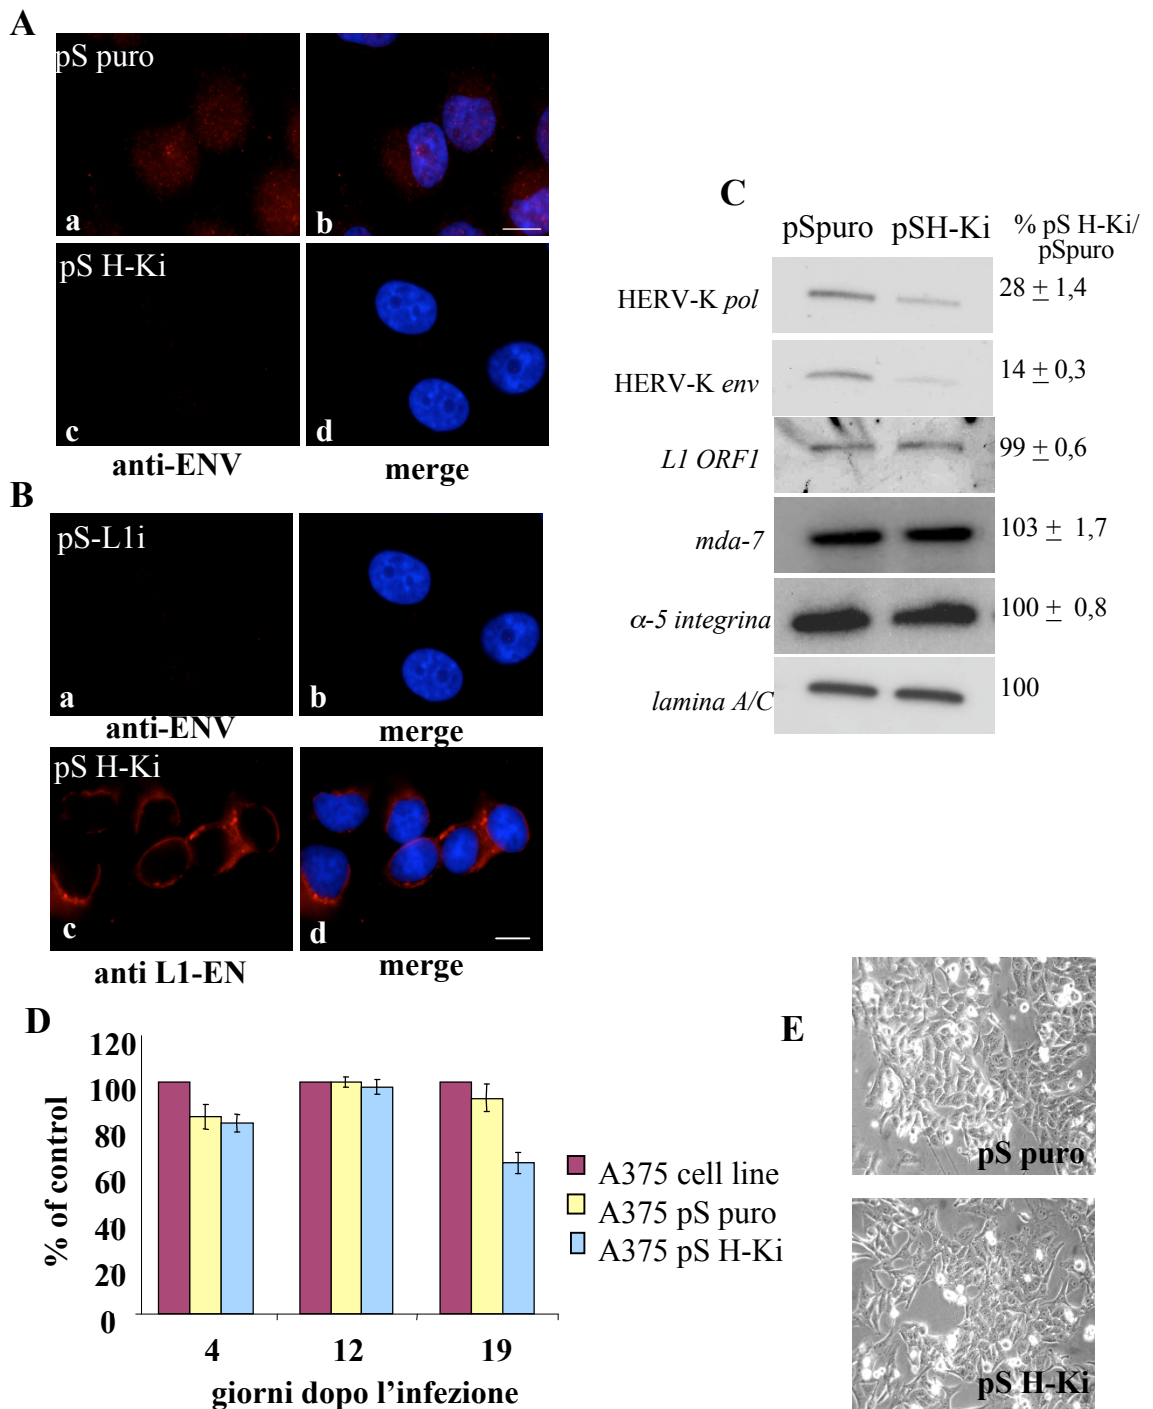 A
pS puro
a
b
pS H-Ki
c
d
anti-ENV
merge
B
pS-L1i
a
b
anti-ENV
merge
pS H-Ki
c
d
anti L1-EN
merge
C
pSpuro
pSH-Ki
% pS H-Ki/
pSpuro
HERV-K pol
28 ± 1,4
HERV-K env
14 ± 0,3
L1 ORF1
99 ± 0,6
mda-7
103 ± 1,7
α-5 integrina
100 ± 0,8
lamina A/C
100
D
120
100
80
60
40
20
0
% of control
4
12
19
giorni dopo l’infezione
A375 cell line
A375 pS puro
A375 pS H-Ki
E
pS puro
pS H-Ki